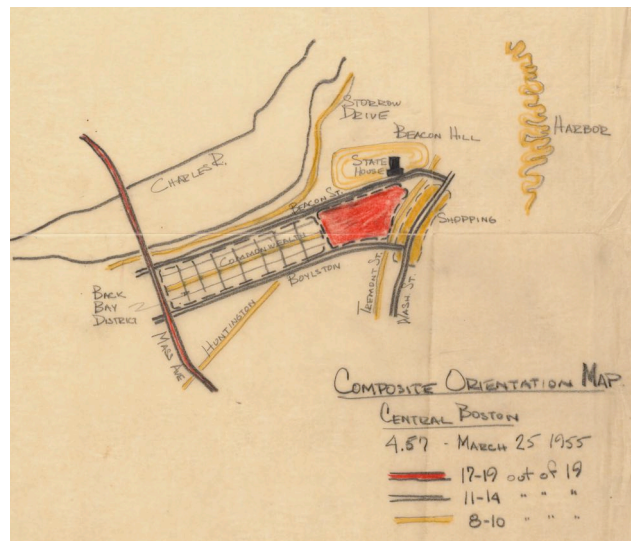 STORROW
DRIVE
BEACON HILL
HARBOR
STATE
HOUSE
CHARLES R.
BEACON ST.
SHOPPING
COMMONWEALTH
BOYLSTON
TREMONT ST.
WASH. ST.
BACK
BAY
DISTRICT
HUNTINGTON
MASS AVE
COMPOSITE ORIENTATION MAP
CENTRAL BOSTON
4.57 - MARCH 25 1955
17-19 out of 19
11-14 " " "
8-10 " " "